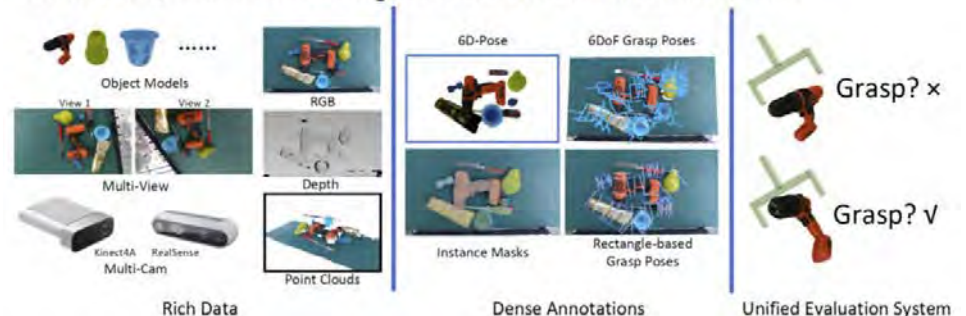 ......
Object Models
RGB
View 1
View 2
Multi-View
Depth
Kinect4A
RealSense
Multi-Cam
Point Clouds
Rich Data
6D-Pose
6DoF Grasp Poses
Instance Masks
Rectangle-based
Grasp Poses
Dense Annotations
Grasp? ×
Grasp? √
Unified Evaluation System